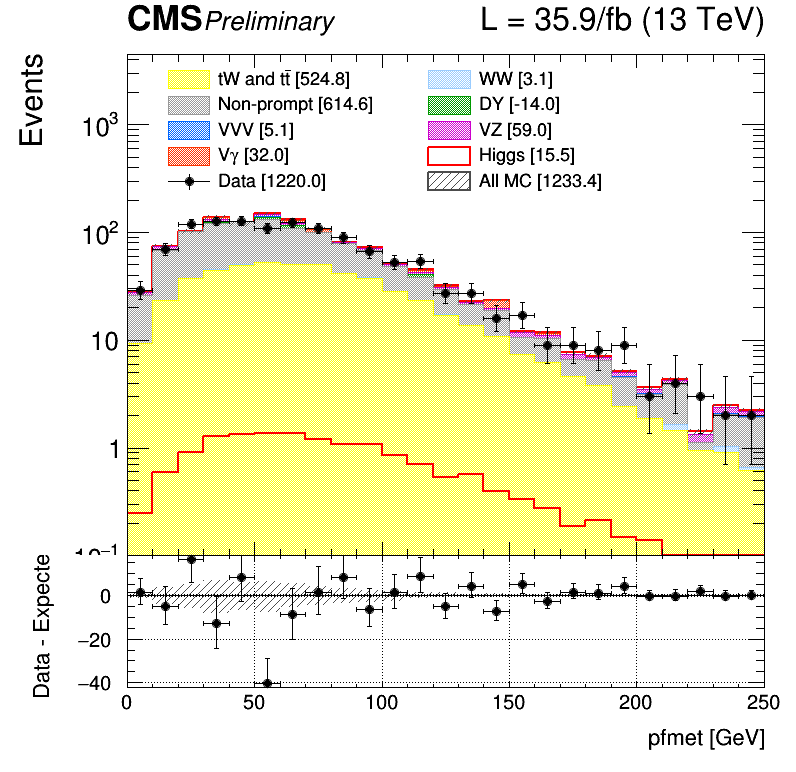 CMS Preliminary L = 35.9/fb (13 TeV)
Events
tW and tt̄ [524.8] WW [3.1]
Non-prompt [614.6] DY [-14.0]
VVV [5.1] VZ [59.0]
Vγ [32.0] Higgs [15.5]
Data [1220.0] All MC [1233.4]
10³
10²
10
1
10⁻¹
Data - Expecte
0
−20
−40
0 50 100 150 200 250
pfmet [GeV]